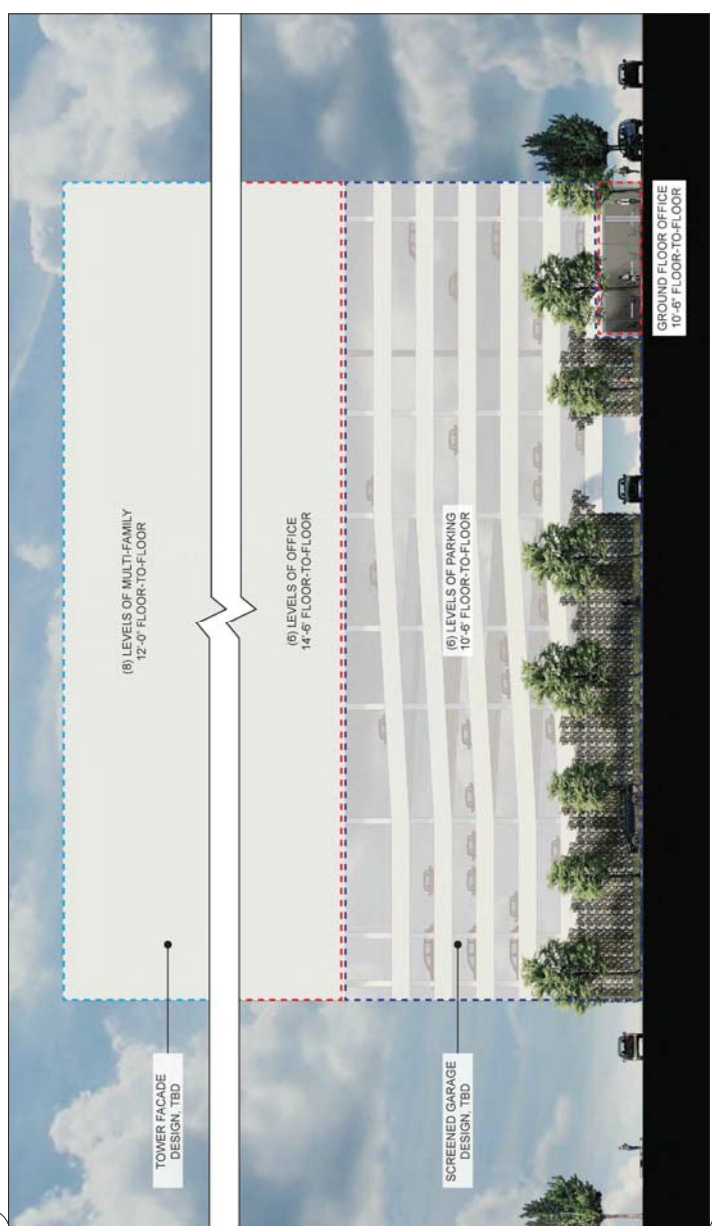 (8) LEVELS OF MULTI-FAMILY
12'-0" FLOOR-TO-FLOOR
TOWER FACADE
DESIGN, TBD
(6) LEVELS OF OFFICE
14'-6" FLOOR-TO-FLOOR
(6) LEVELS OF PARKING
10'-6" FLOOR-TO-FLOOR
SCREENED GARAGE
DESIGN, TBD
GROUND FLOOR OFFICE
10'-6" FLOOR-TO-FLOOR